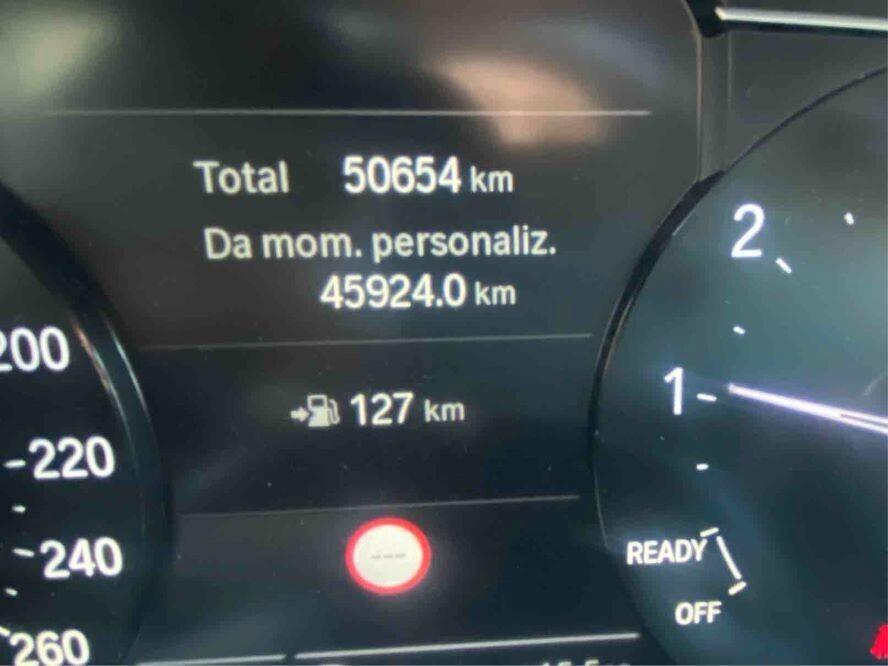 Total 50654 km
Da mom. personaliz.
45924.0 km
127 km
---
200
-220
-240
260
2
1
READY
OFF